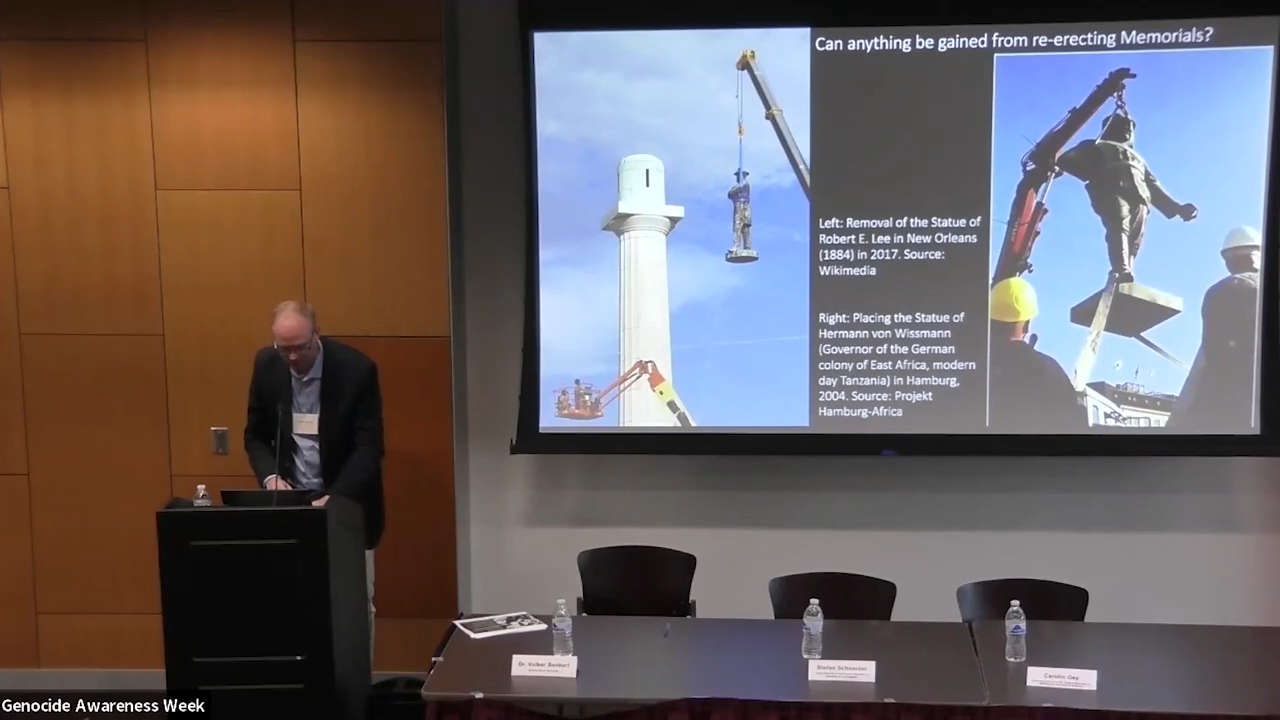 Can anything be gained from re-erecting Memorials?
Left: Removal of the Statue of
Robert E. Lee in New Orleans
(1884) in 2017. Source:
Wikimedia
Right: Placing the Statue of
Hermann von Wissmann
(Governor of the German
colony of East Africa, modern
day Tanzania) in Hamburg,
2004. Source: Projekt
Hamburg-Africa
Dr. Volker Benkert
Stefan Schneider
Carolin Gey
Genocide Awareness Week